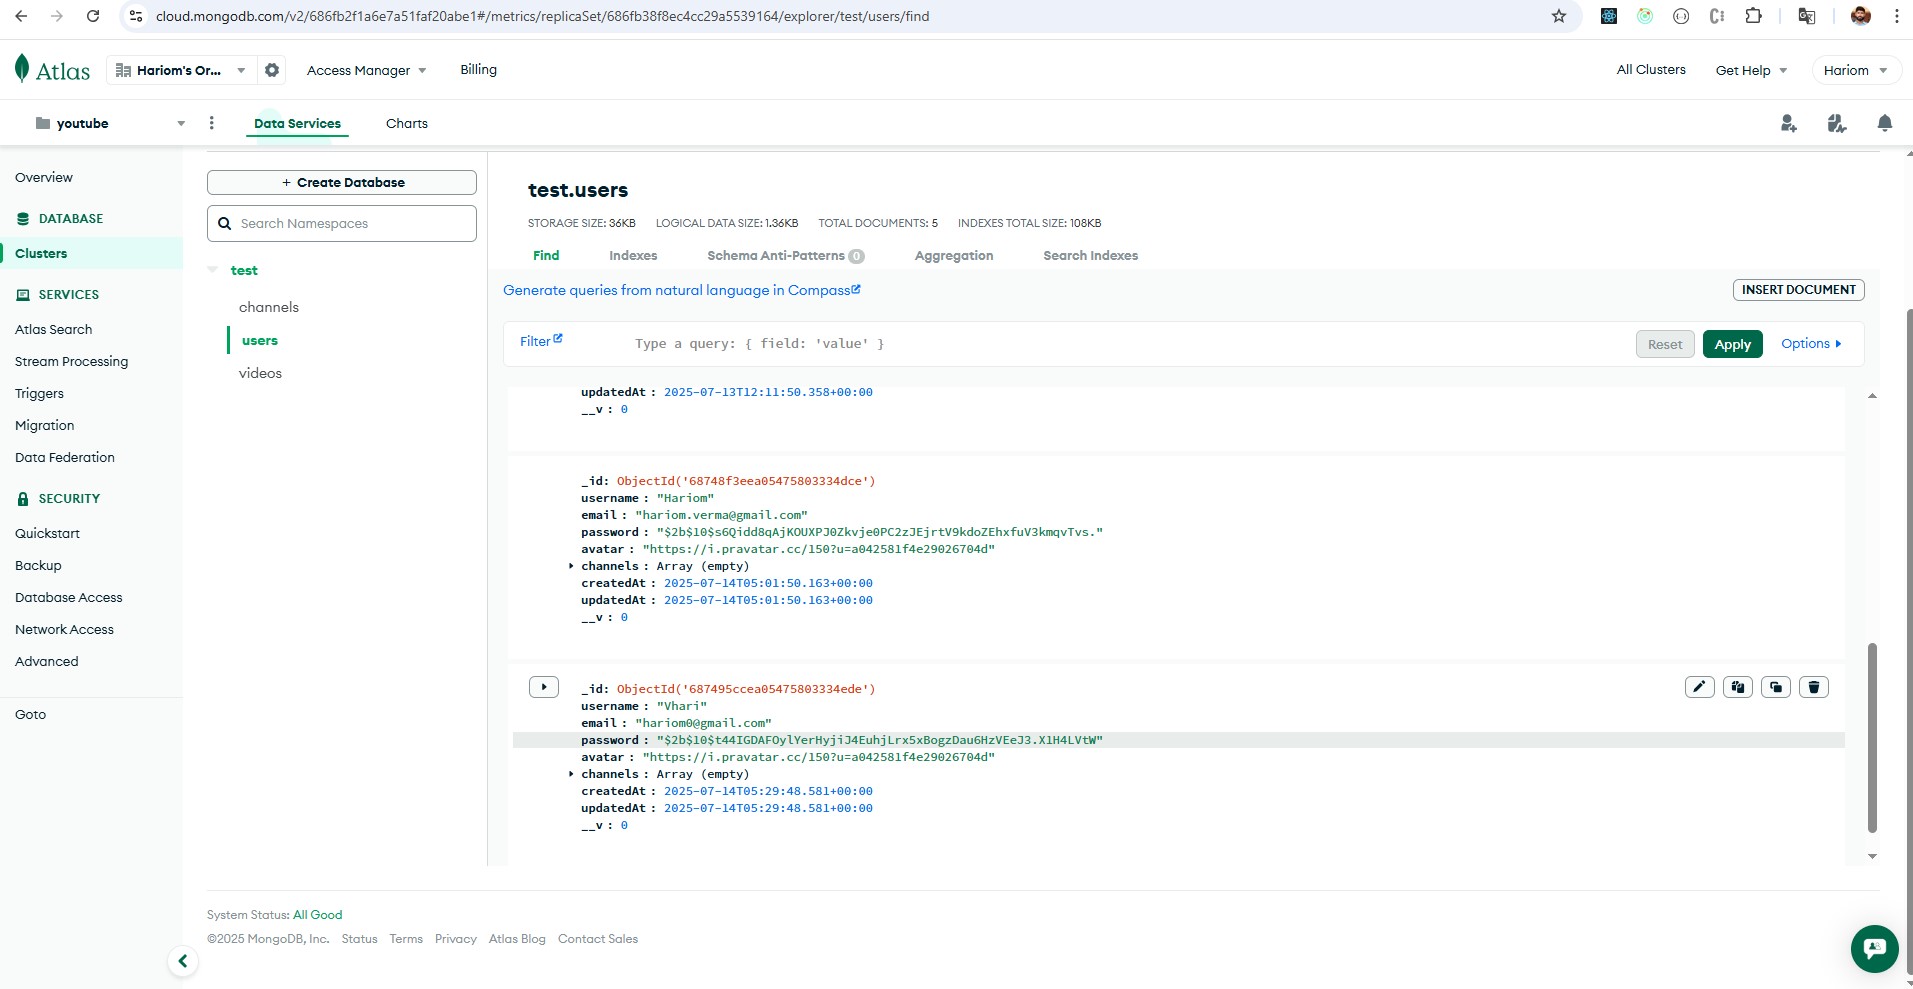 cloud.mongodb.com/v2/686fb2f1a6e7a51faf20abe1#/metrics/replicaSet/686fb38f8ec4cc29a5539164/explorer/test/users/find
Atlas
Hariom's Or...
Access Manager
Billing
All Clusters
Get Help
Hariom
youtube
Data Services
Charts
Overview
DATABASE
Clusters
SERVICES
Atlas Search
Stream Processing
Triggers
Migration
Data Federation
SECURITY
Quickstart
Backup
Database Access
Network Access
Advanced
Goto
+ Create Database
Search Namespaces
test
channels
users
videos
test.users
STORAGE SIZE: 36KB LOGICAL DATA SIZE: 1.36KB TOTAL DOCUMENTS: 5 INDEXES TOTAL SIZE: 108KB
Find Indexes Schema Anti-Patterns 0 Aggregation Search Indexes
Generate queries from natural language in Compass
INSERT DOCUMENT
Filter
Type a query: { field: 'value' }
Reset
Apply
Options
updatedAt : 2025-07-13T12:11:50.358+00:00
__v : 0
_id: ObjectId('68748f3eea05475803334dce')
username : "Hariom"
email : "hariom.verma@gmail.com"
password : "$2b$10$s6Qidd8qAjKOUXPJ0Zkvje0PC2zJEjrtV9kdoZEhxfuV3kmqvTvs."
avatar : "https://i.pravatar.cc/150?u=a042581f4e29026704d"
channels : Array (empty)
createdAt : 2025-07-14T05:01:50.163+00:00
updatedAt : 2025-07-14T05:01:50.163+00:00
__v : 0
_id: ObjectId('687495ccea05475803334ede')
username : "Vhari"
email : "hariom0@gmail.com"
password : "$2b$10$t44IGDAFOylYerHyjiJ4EuhjLrx5xBogzDau6HzVEeJ3.X1H4LVtW"
avatar : "https://i.pravatar.cc/150?u=a042581f4e29026704d"
channels : Array (empty)
createdAt : 2025-07-14T05:29:48.581+00:00
updatedAt : 2025-07-14T05:29:48.581+00:00
__v : 0
System Status: All Good
©2025 MongoDB, Inc. Status Terms Privacy Atlas Blog Contact Sales